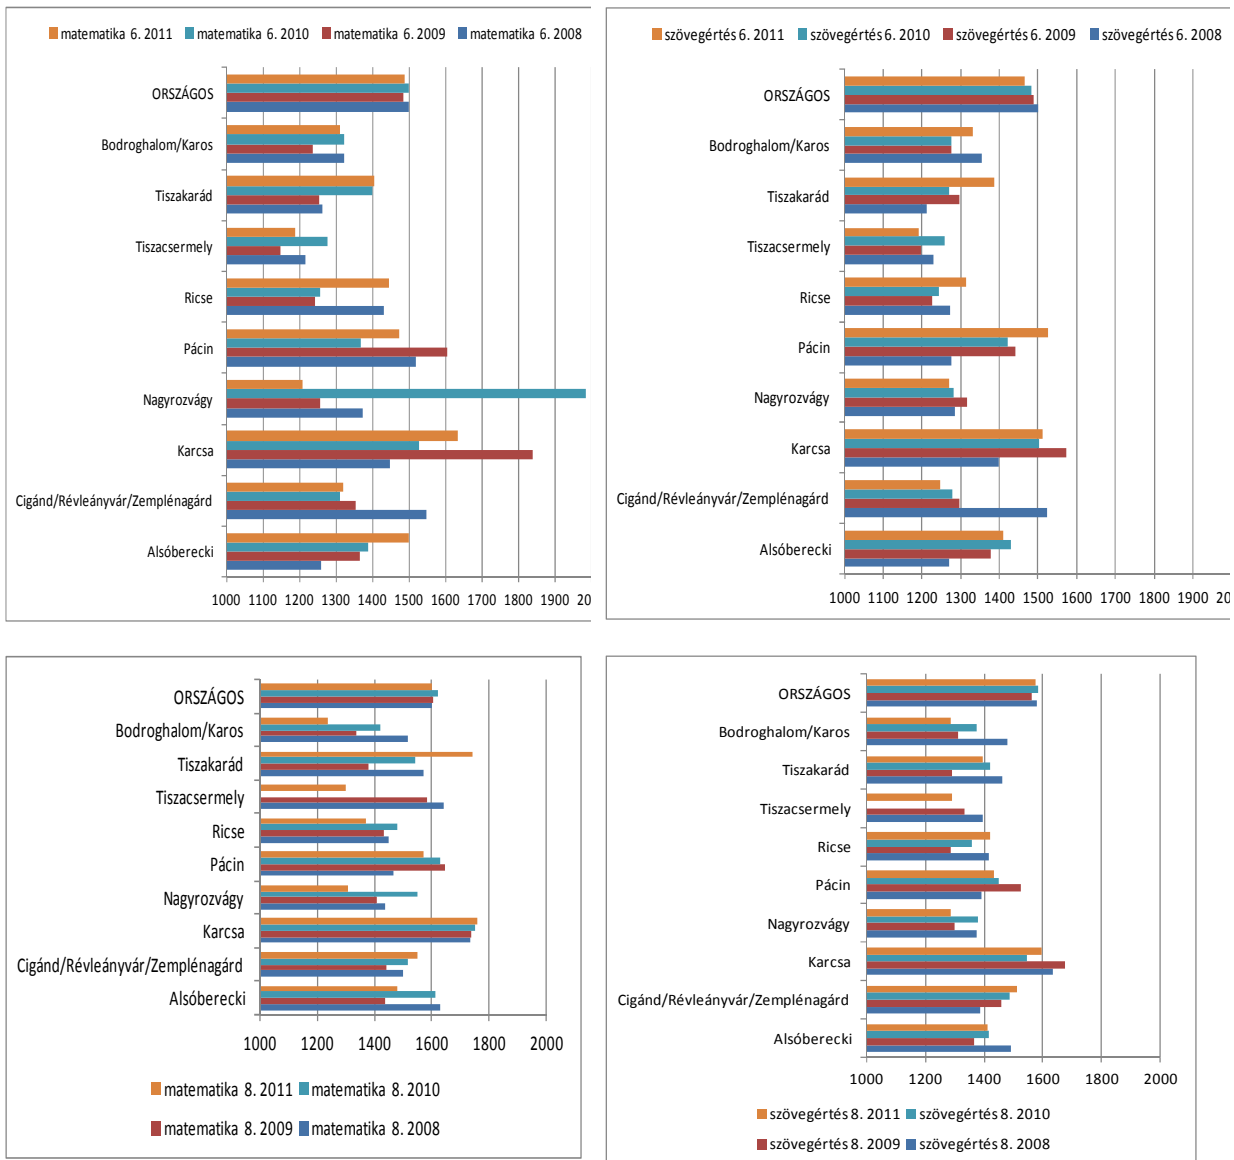 matematika 6. 2011 matematika 6. 2010 matematika 6. 2009 matematika 6. 2008
ORSZÁGOS
Bodroghalom/Karos
Tiszakarád
Tiszacsermely
Ricse
Pácin
Nagyrozvágy
Karcsa
Cigánd/Révleányvár/Zemplénagárd
Alsóberecki
1000 1100 1200 1300 1400 1500 1600 1700 1800 1900 20
szövegértés 6. 2011 szövegértés 6. 2010 szövegértés 6. 2009 szövegértés 6. 2008
ORSZÁGOS
Bodroghalom/Karos
Tiszakarád
Tiszacsermely
Ricse
Pácin
Nagyrozvágy
Karcsa
Cigánd/Révleányvár/Zemplénagárd
Alsóberecki
1000 1100 1200 1300 1400 1500 1600 1700 1800 1900 20
ORSZÁGOS
Bodroghalom/Karos
Tiszakarád
Tiszacsermely
Ricse
Pácin
Nagyrozvágy
Karcsa
Cigánd/Révleányvár/Zemplénagárd
Alsóberecki
1000 1200 1400 1600 1800 2000
matematika 8. 2011 matematika 8. 2010
matematika 8. 2009 matematika 8. 2008
ORSZÁGOS
Bodroghalom/Karos
Tiszakarád
Tiszacsermely
Ricse
Pácin
Nagyrozvágy
Karcsa
Cigánd/Révleányvár/Zemplénagárd
Alsóberecki
1000 1200 1400 1600 1800 2000
szövegértés 8. 2011 szövegértés 8. 2010
szövegértés 8. 2009 szövegértés 8. 2008